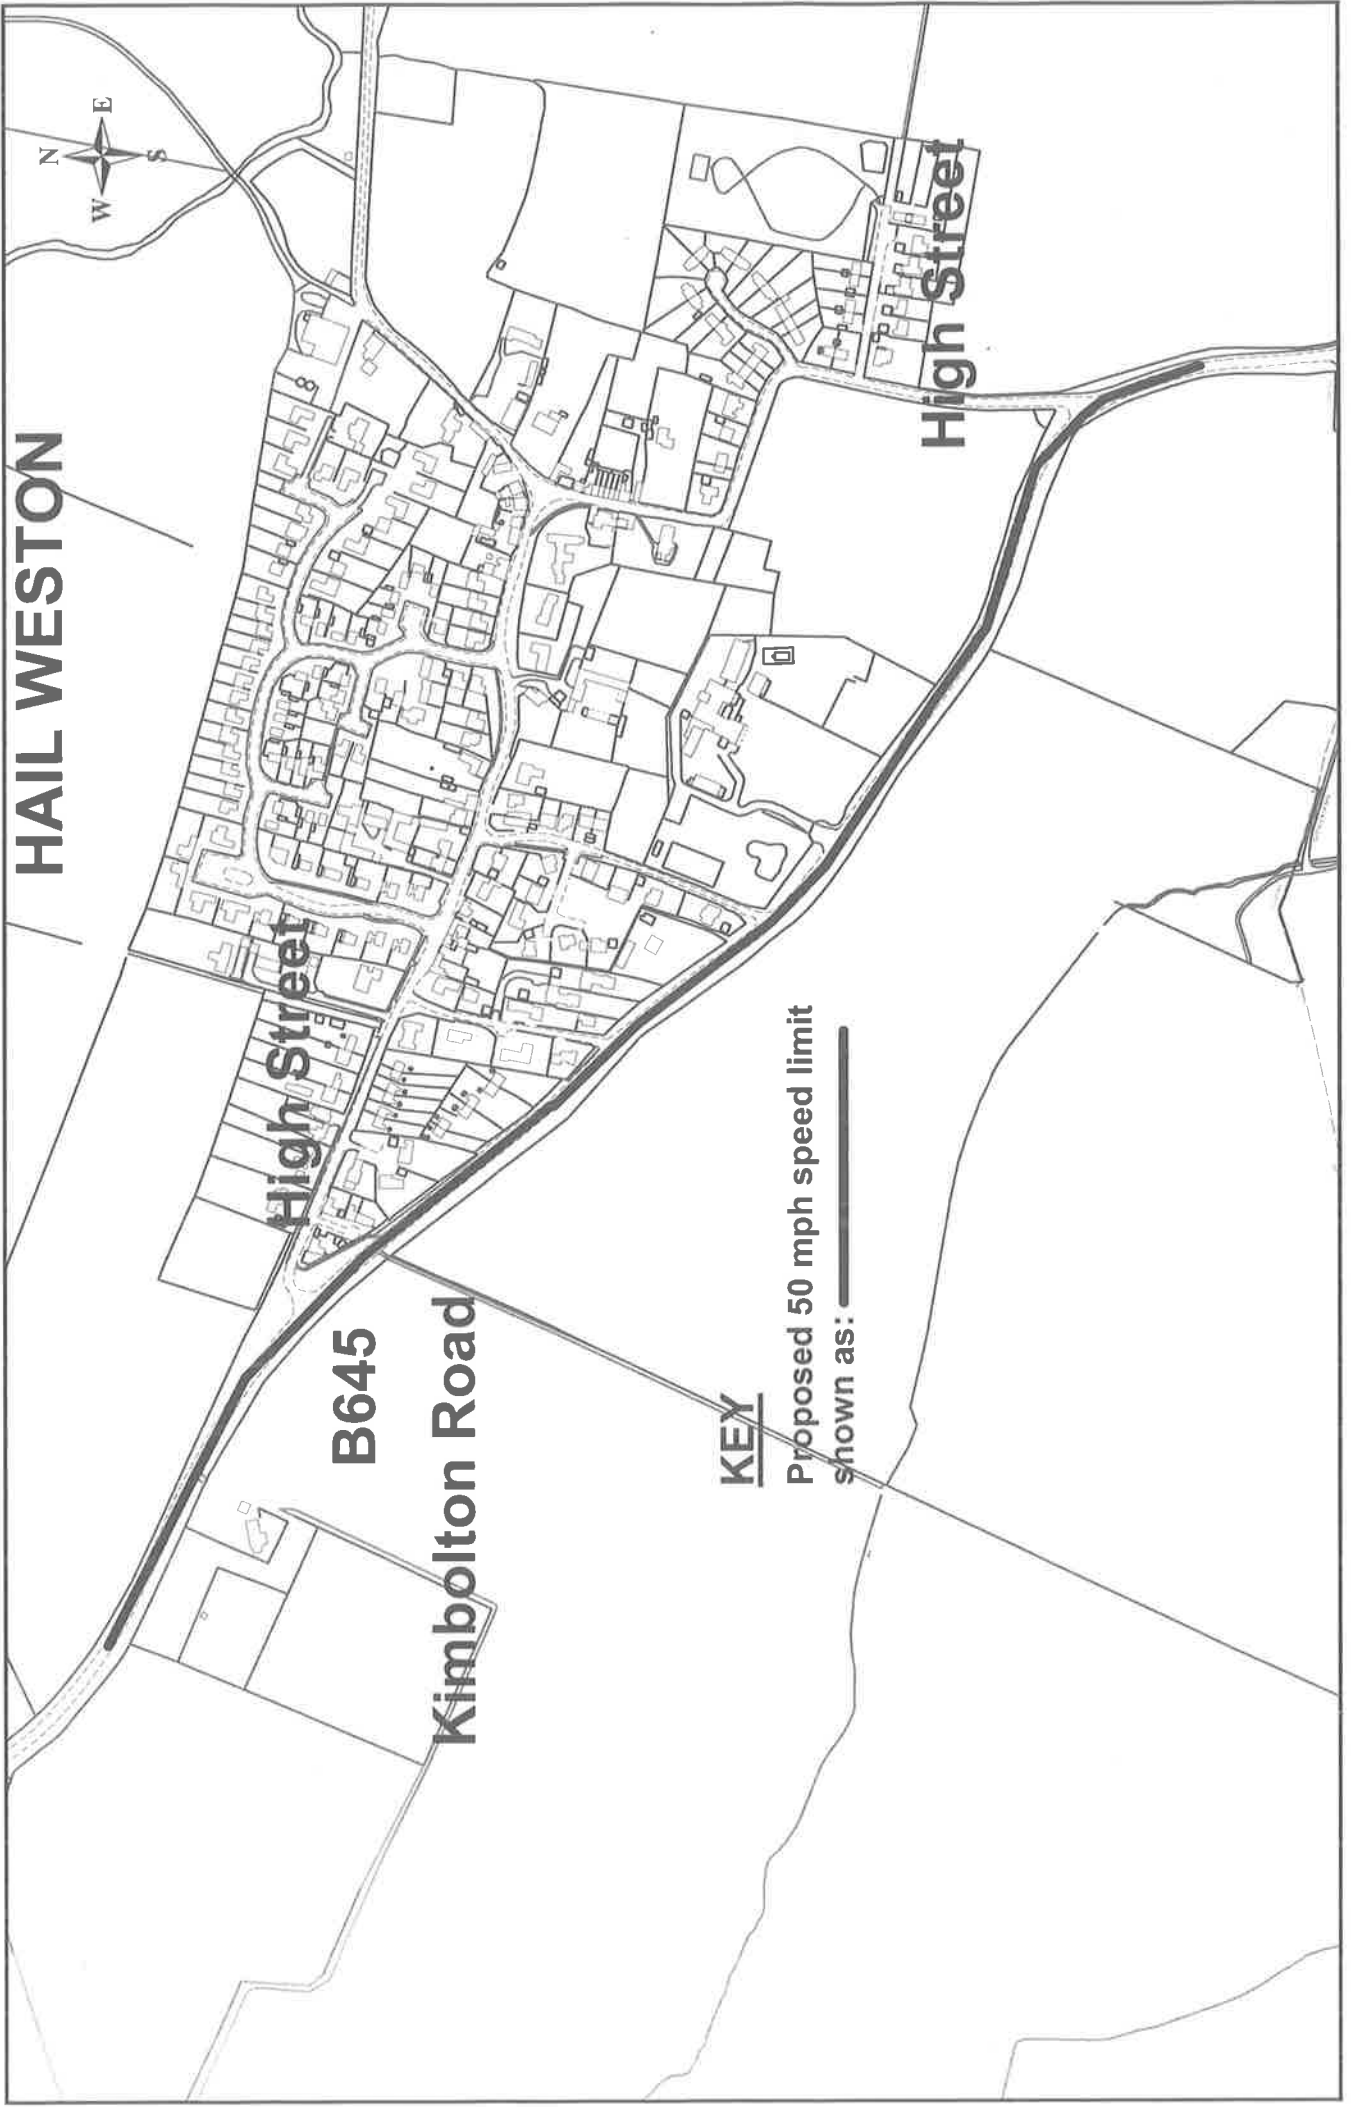 HAIL WESTON
N
E
S
W
High Street
High Street
B645
Kimbolton Road
KEY
Proposed 50 mph speed limit
shown as: